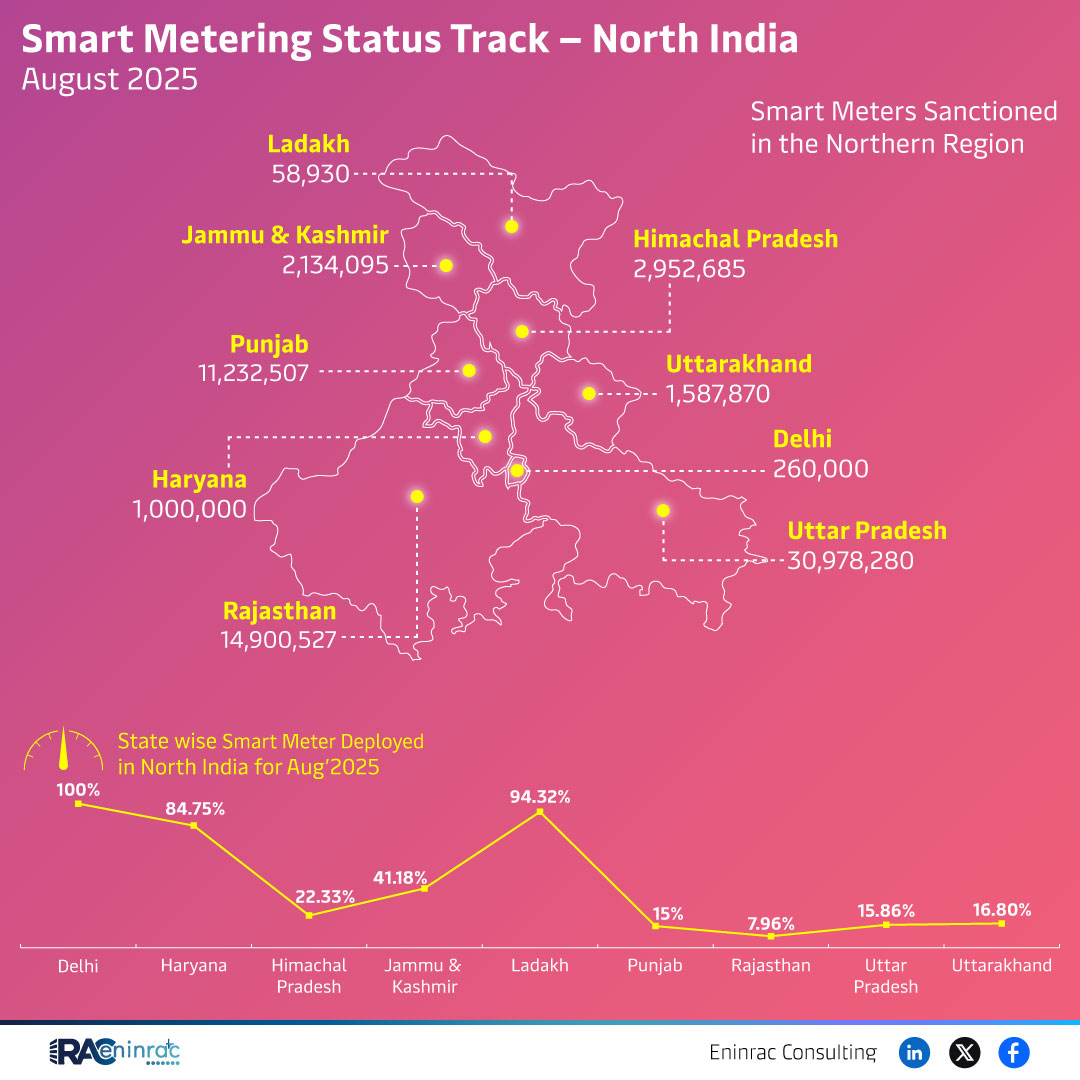 Smart Metering Status Track – North India
August 2025
Smart Meters Sanctioned
in the Northern Region
Ladakh
58,930
Jammu & Kashmir
2,134,095
Himachal Pradesh
2,952,685
Punjab
11,232,507
Uttarakhand
1,587,870
Delhi
260,000
Haryana
1,000,000
Uttar Pradesh
30,978,280
Rajasthan
14,900,527
State wise Smart Meter Deployed
in North India for Aug'2025
100%
84.75%
22.33%
41.18%
94.32%
15%
7.96%
15.86%
16.80%
Delhi
Haryana
Himachal
Pradesh
Jammu &
Kashmir
Ladakh
Punjab
Rajasthan
Uttar
Pradesh
Uttarakhand
IRAC eninrac
Eninrac Consulting
in
X
f